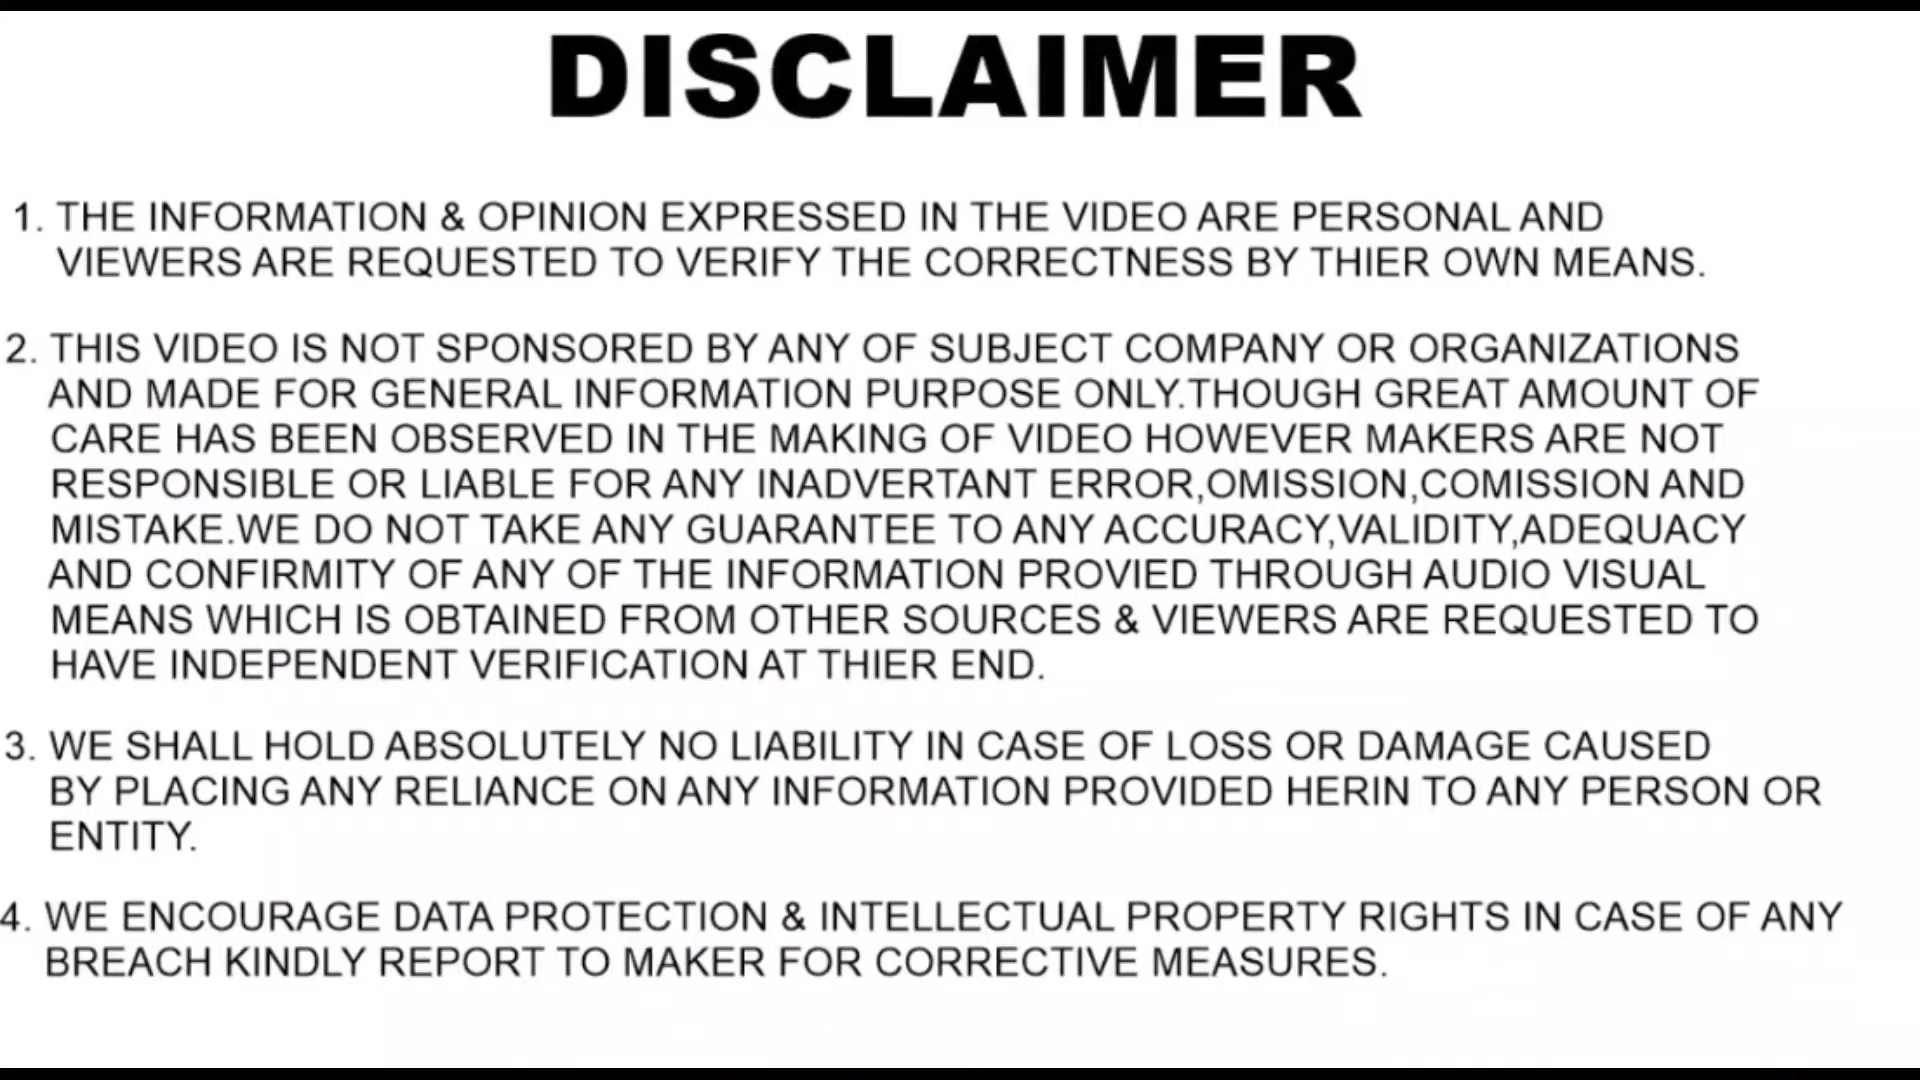 DISCLAIMER
1. THE INFORMATION & OPINION EXPRESSED IN THE VIDEO ARE PERSONAL AND
VIEWERS ARE REQUESTED TO VERIFY THE CORRECTNESS BY THIER OWN MEANS.
2. THIS VIDEO IS NOT SPONSORED BY ANY OF SUBJECT COMPANY OR ORGANIZATIONS
AND MADE FOR GENERAL INFORMATION PURPOSE ONLY.THOUGH GREAT AMOUNT OF
CARE HAS BEEN OBSERVED IN THE MAKING OF VIDEO HOWEVER MAKERS ARE NOT
RESPONSIBLE OR LIABLE FOR ANY INADVERTANT ERROR,OMISSION,COMISSION AND
MISTAKE.WE DO NOT TAKE ANY GUARANTEE TO ANY ACCURACY,VALIDITY,ADEQUACY
AND CONFIRMITY OF ANY OF THE INFORMATION PROVIED THROUGH AUDIO VISUAL
MEANS WHICH IS OBTAINED FROM OTHER SOURCES & VIEWERS ARE REQUESTED TO
HAVE INDEPENDENT VERIFICATION AT THIER END.
3. WE SHALL HOLD ABSOLUTELY NO LIABILITY IN CASE OF LOSS OR DAMAGE CAUSED
BY PLACING ANY RELIANCE ON ANY INFORMATION PROVIDED HERIN TO ANY PERSON OR
ENTITY.
4. WE ENCOURAGE DATA PROTECTION & INTELLECTUAL PROPERTY RIGHTS IN CASE OF ANY
BREACH KINDLY REPORT TO MAKER FOR CORRECTIVE MEASURES.